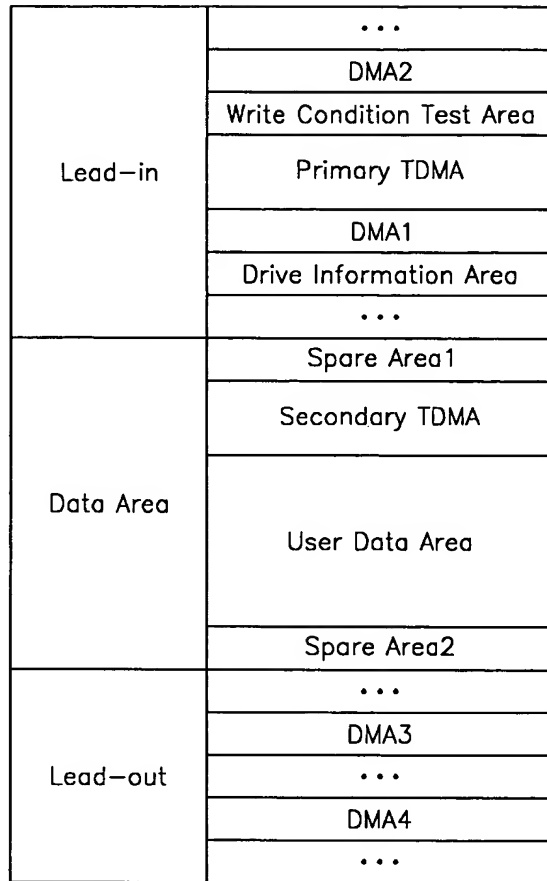 Lead-in
...
DMA2
Write Condition Test Area
Primary TDMA
DMA1
Drive Information Area
...
Data Area
Spare Area1
Secondary TDMA
User Data Area
Spare Area2
Lead-out
...
DMA3
...
DMA4
...